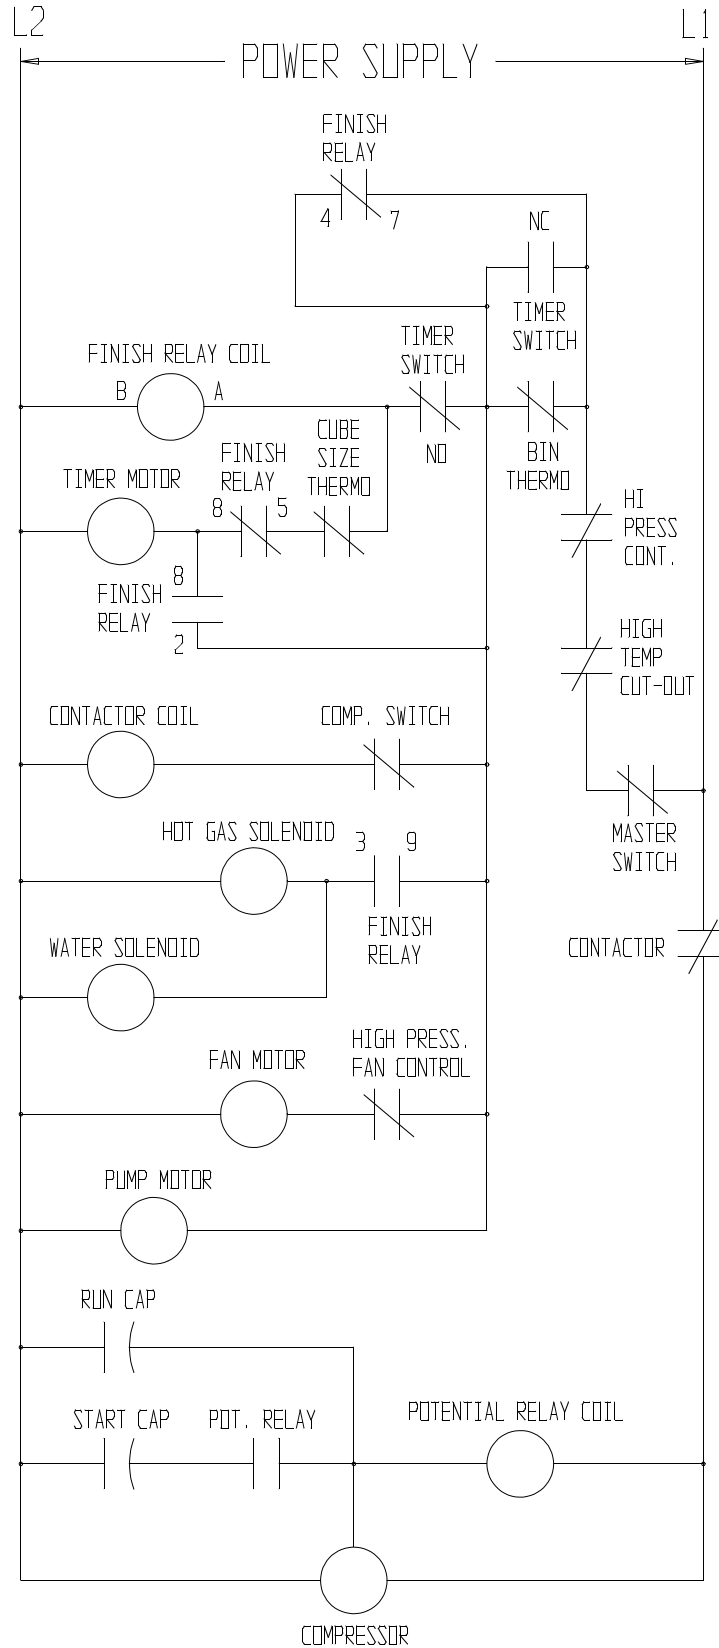 L2
L1
POWER SUPPLY
FINISH
RELAY
4
7
NC
TIMER
SWITCH
TIMER
SWITCH
FINISH RELAY COIL
B
A
NO
BIN
THERMO
CUBE
SIZE
THERMO
FINISH
RELAY
8
5
TIMER MOTOR
HI
PRESS
CONT.
8
FINISH
RELAY
2
HIGH
TEMP
CUT-OUT
CONTACTOR COIL
COMP. SWITCH
MASTER
SWITCH
HOT GAS SOLENOID
3
9
FINISH
RELAY
WATER SOLENOID
CONTACTOR
HIGH PRESS.
FAN CONTROL
FAN MOTOR
PUMP MOTOR
RUN CAP
START CAP
POT. RELAY
POTENTIAL RELAY COIL
COMPRESSOR